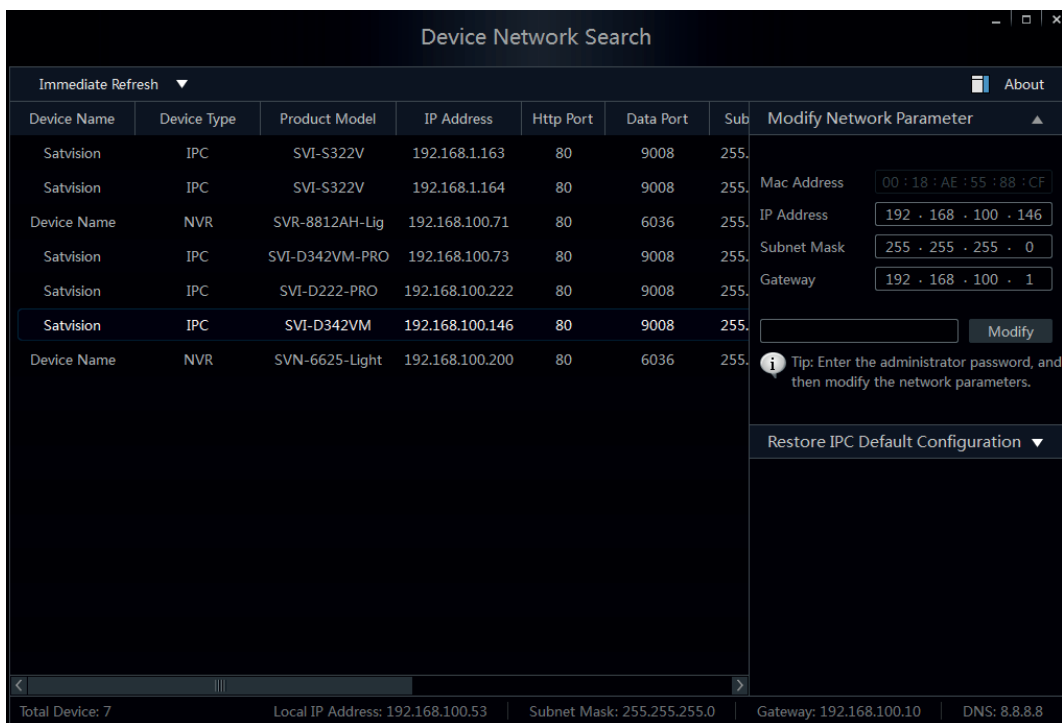 Device Network Search
Immediate Refresh ▼ About
Device Name Device Type Product Model IP Address Http Port Data Port Sub
Satvision IPC SVI-S322V 192.168.1.163 80 9008 255.
Satvision IPC SVI-S322V 192.168.1.164 80 9008 255.
Device Name NVR SVR-8812AH-Lig 192.168.100.71 80 6036 255.
Satvision IPC SVI-D342VM-PRO 192.168.100.73 80 9008 255.
Satvision IPC SVI-D222-PRO 192.168.100.222 80 9008 255.
Satvision IPC SVI-D342VM 192.168.100.146 80 9008 255.
Device Name NVR SVN-6625-Light 192.168.100.200 80 6036 255.
Modify Network Parameter ▲
Mac Address 00 : 18 : AE : 55 : 88 : CF
IP Address 192 . 168 . 100 . 146
Subnet Mask 255 . 255 . 255 . 0
Gateway 192 . 168 . 100 . 1
Modify
Tip: Enter the administrator password, and
then modify the network parameters.
Restore IPC Default Configuration ▼
Total Device: 7 Local IP Address: 192.168.100.53 Subnet Mask: 255.255.255.0 Gateway: 192.168.100.10 DNS: 8.8.8.8